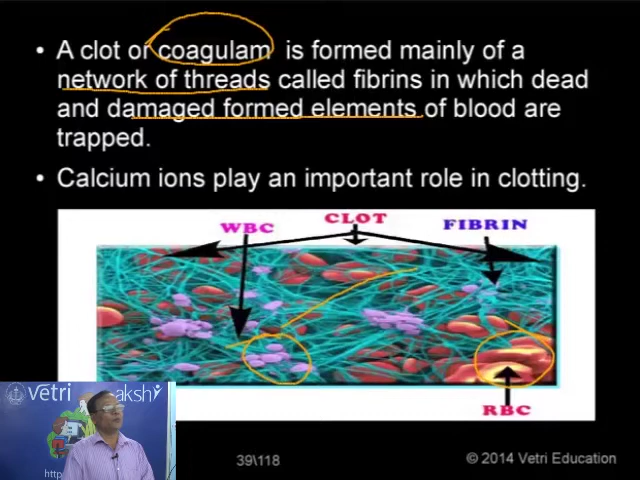 • A clot or coagulam is formed mainly of a
network of threads called fibrins in which dead
and damaged formed elements of blood are
trapped.
• Calcium ions play an important role in clotting.
WBC
CLOT
FIBRIN
RBC
vetri
akshi
http
39\118
© 2014 Vetri Education